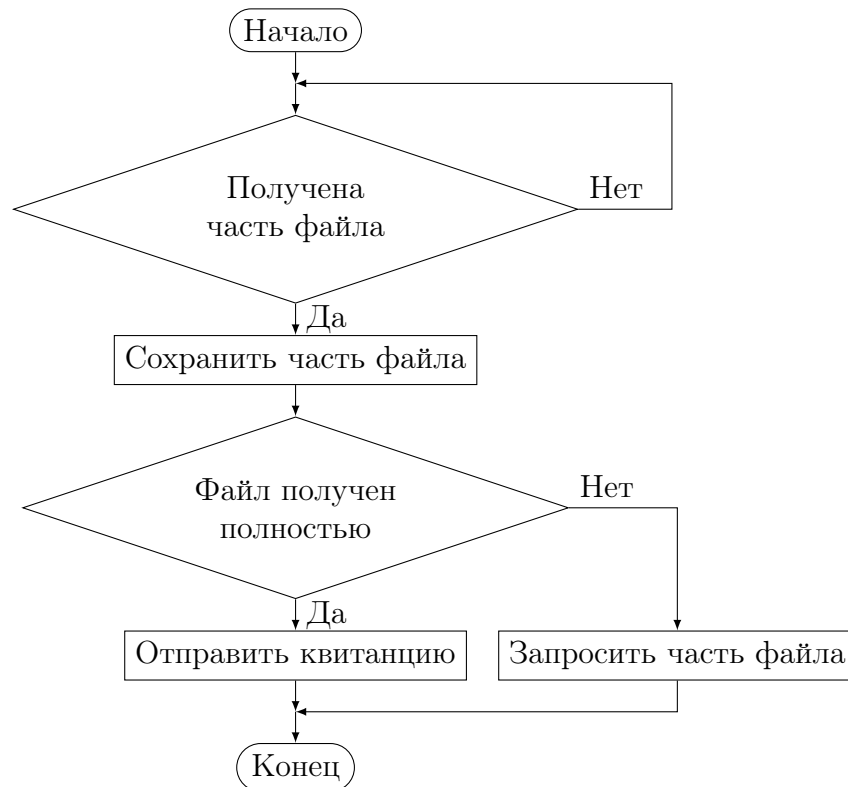 Начало
Получена
часть файла
Нет
Да
Сохранить часть файла
Файл получен
полностью
Нет
Да
Отправить квитанцию
Запросить часть файла
Конец